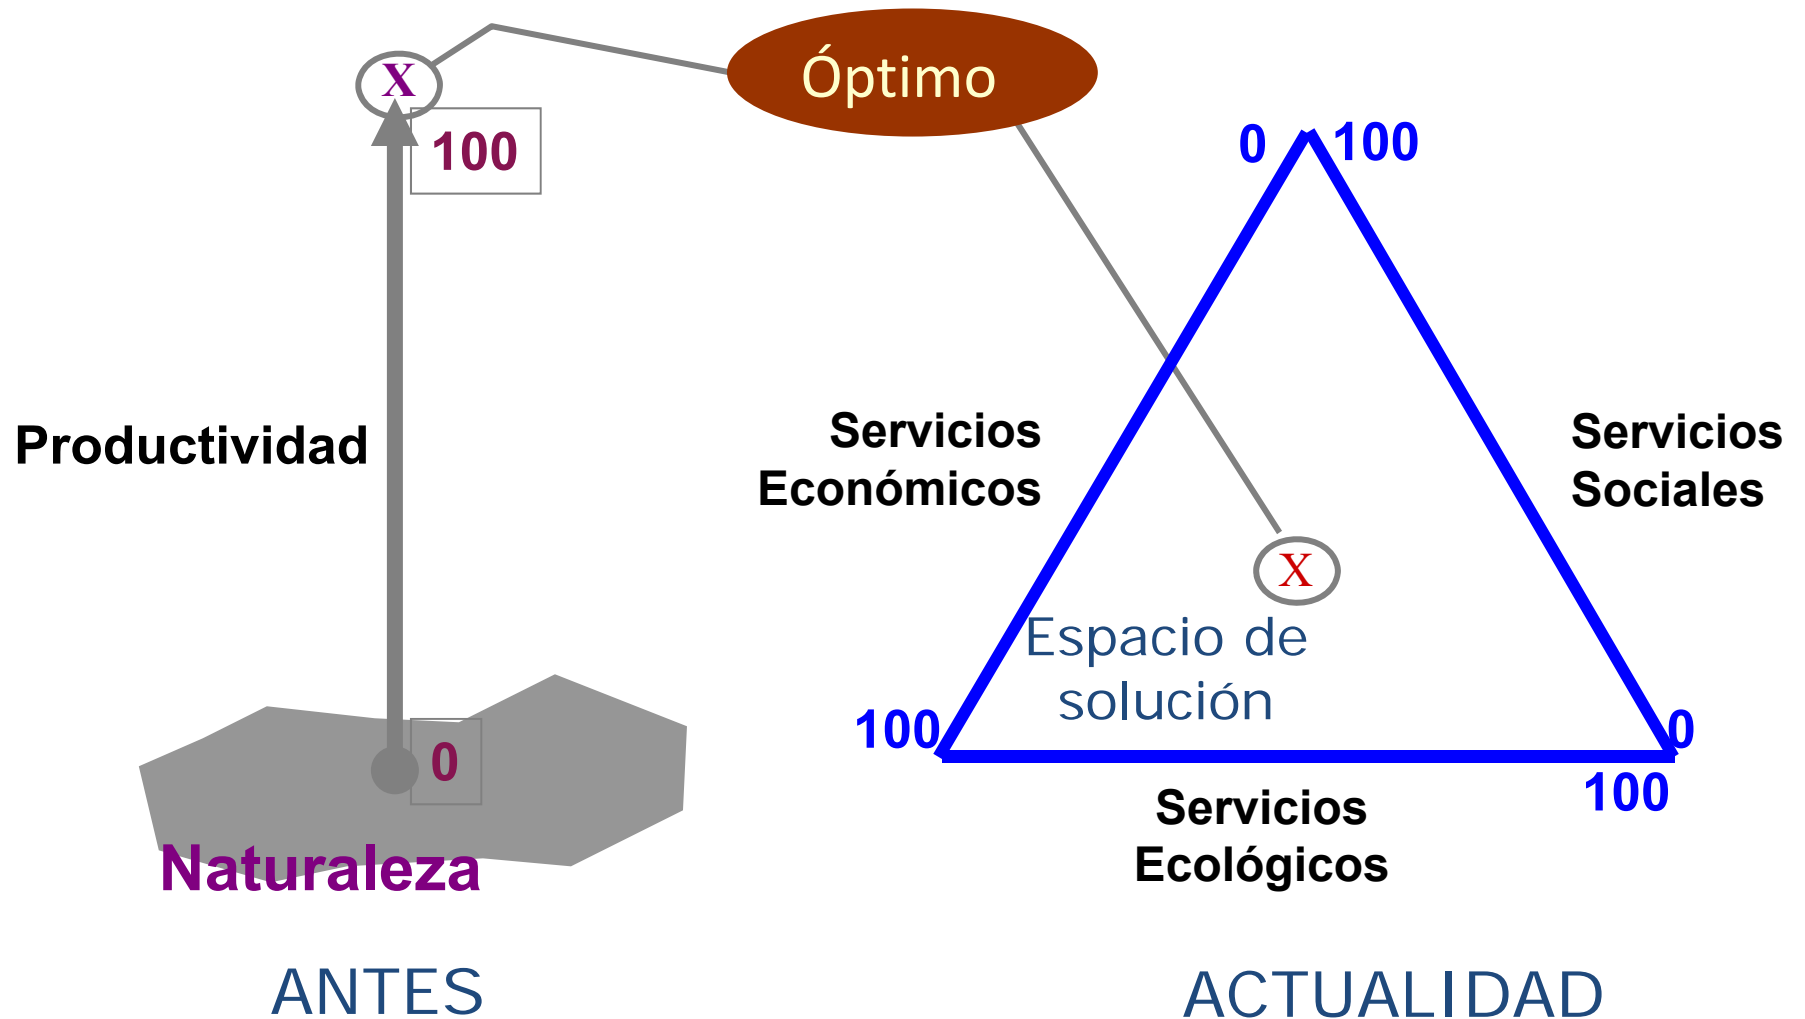 X
Óptimo
100
Productividad
0
Naturaleza
ANTES
0
100
Servicios
Económicos
Servicios
Sociales
X
Espacio de
solución
100
0
100
Servicios
Ecológicos
ACTUALIDAD